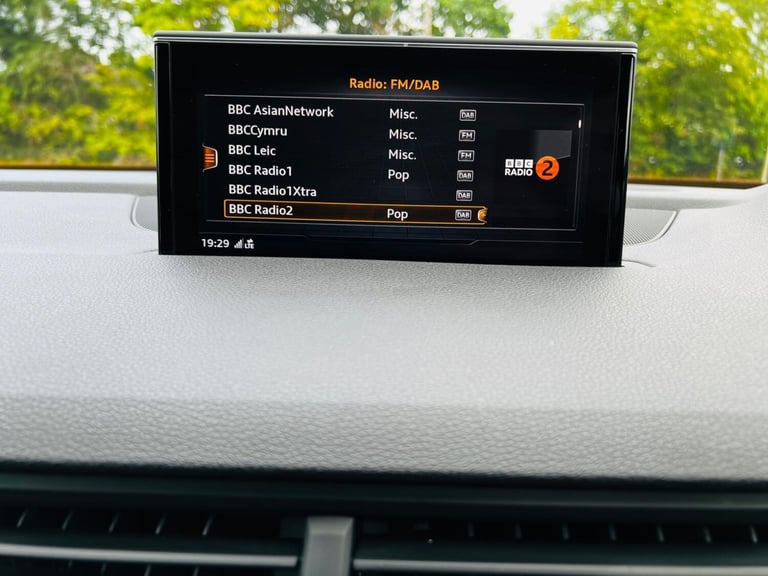 Radio: FM/DAB
BBC AsianNetwork Misc. DAB
BBCCymru Misc. FM
BBC Leic Misc. FM
BBC Radio1 Pop DAB
BBC Radio1Xtra DAB
BBC Radio2 Pop DAB
BBC
RADIO 2
19:29 LTE